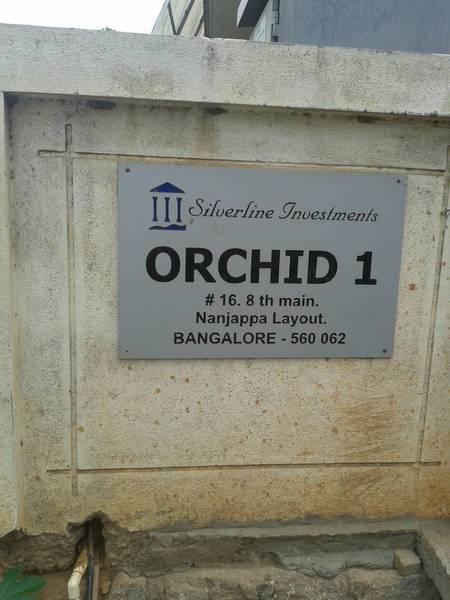 Silverline Investments
ORCHID 1
# 16. 8 th main.
Nanjappa Layout.
BANGALORE - 560 062